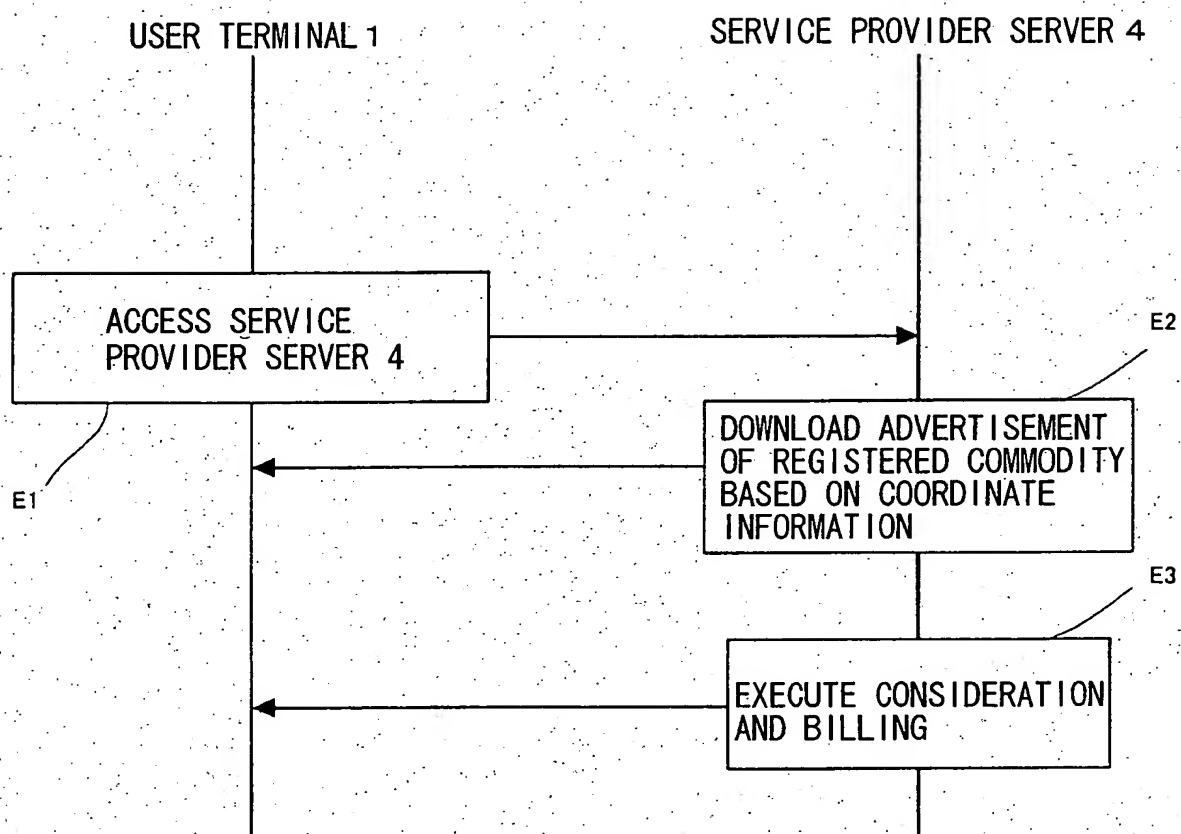 USER TERMINAL 1
SERVICE PROVIDER SERVER 4
ACCESS SERVICE
PROVIDER SERVER 4
E1
E2
DOWNLOAD ADVERTISEMENT
OF REGISTERED COMMODITY
BASED ON COORDINATE
INFORMATION
E3
EXECUTE CONSIDERATION
AND BILLING